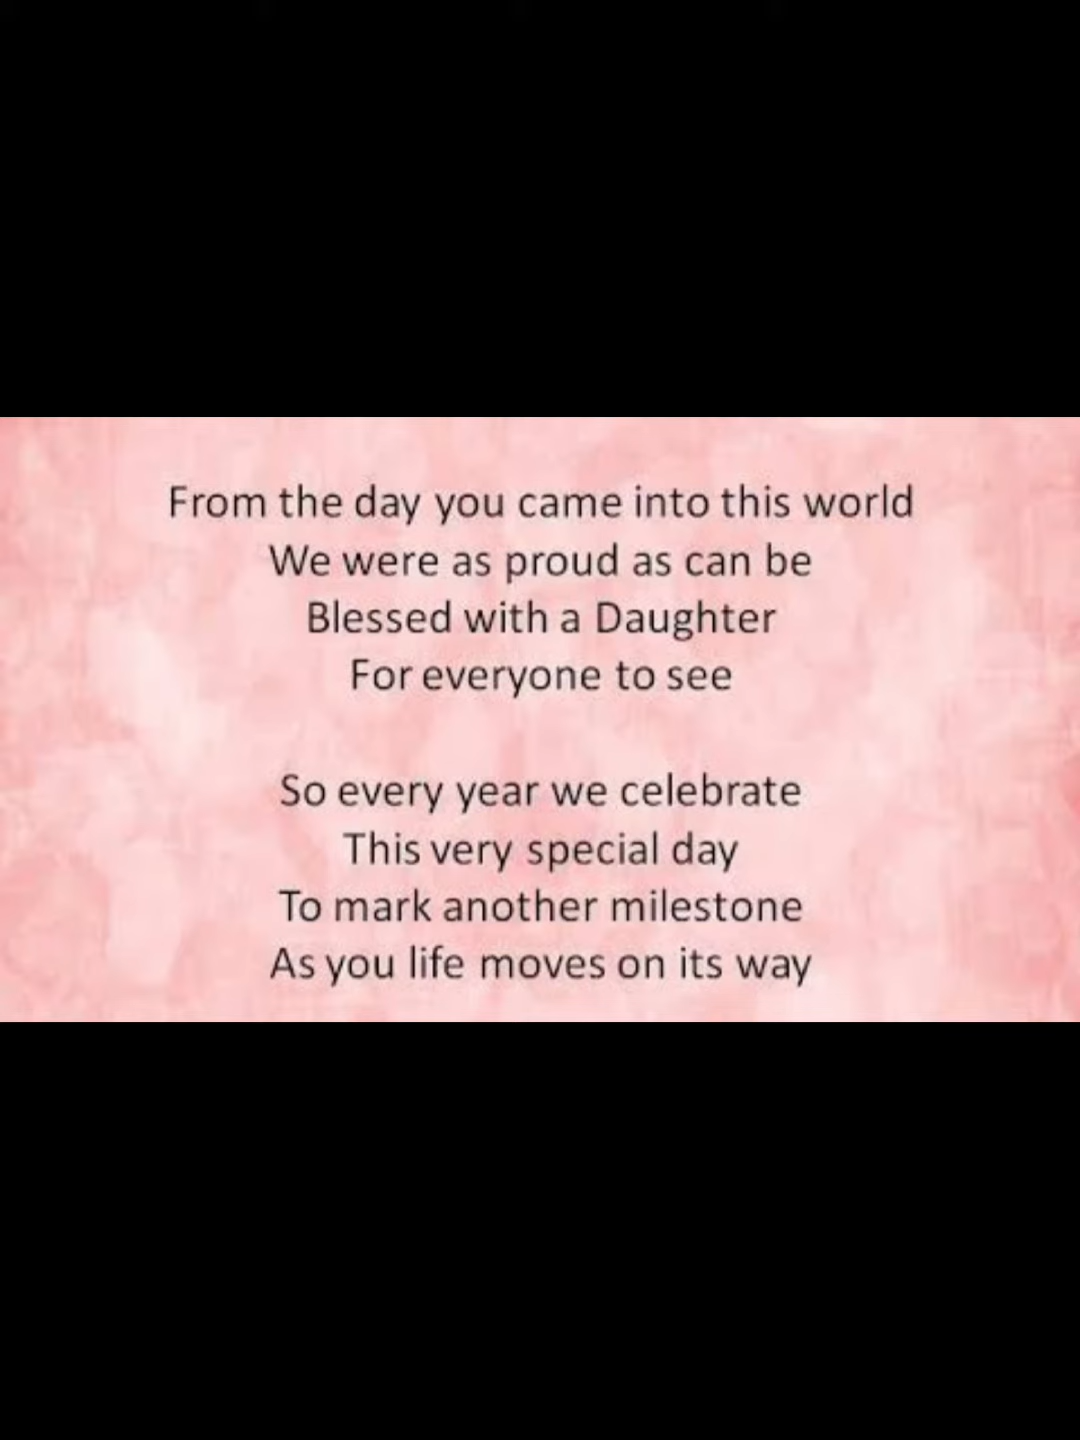 From the day you came into this world
We were as proud as can be
Blessed with a Daughter
For everyone to see
So every year we celebrate
This very special day
To mark another milestone
As you life moves on its way